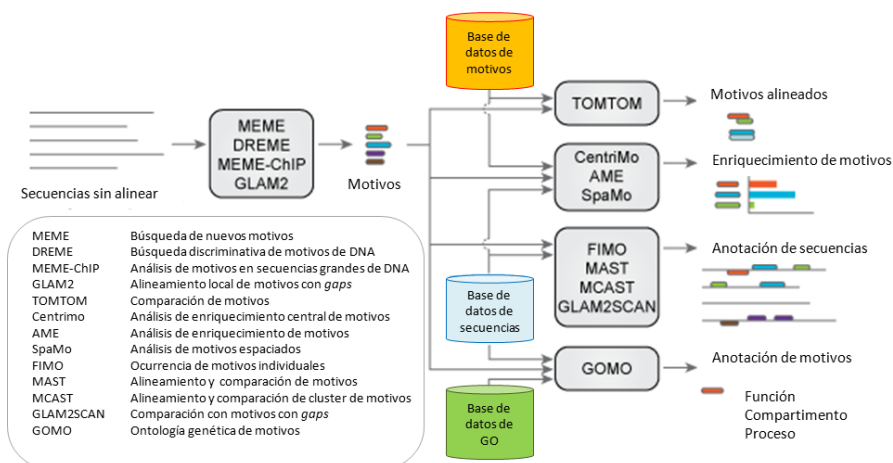 Base de
datos de
motivos
TOMTOM
Motivos alineados
MEME
DREME
MEME-ChIP
GLAM2
CentriMo
AME
SpaMo
Enriquecimiento de motivos
Secuencias sin alinear
Motivos
MEME Búsqueda de nuevos motivos
DREME Búsqueda discriminativa de motivos de DNA
MEME-ChIP Análisis de motivos en secuencias grandes de DNA
GLAM2 Alineamiento local de motivos con gaps
TOMTOM Comparación de motivos
Centrimo Análisis de enriquecimiento central de motivos
AME Análisis de enriquecimiento de motivos
SpaMo Análisis de motivos espaciados
FIMO Ocurrencia de motivos individuales
MAST Alineamiento y comparación de motivos
MCAST Alineamiento y comparación de cluster de motivos
GLAM2SCAN Comparación con motivos con gaps
GOMO Ontología genética de motivos
FIMO
MAST
MCAST
GLAM2SCAN
Anotación de secuencias
Base de
datos de
secuencias
GOMO
Anotación de motivos
Base de
datos de
GO
Función
Compartimento
Proceso